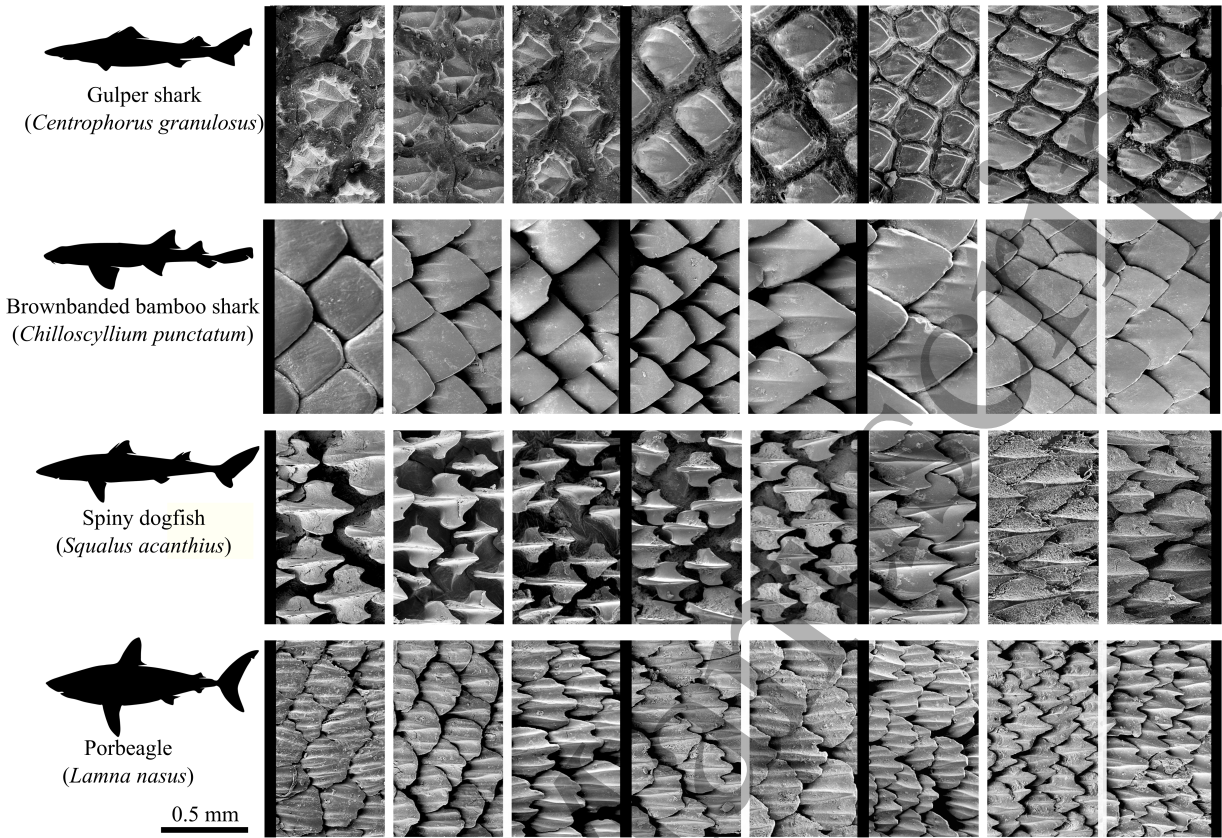 Gulper shark
(Centrophorus granulosus)
Brownbanded bamboo shark
(Chilloscyllium punctatum)
Spiny dogfish
(Squalus acanthius)
Porbeagle
(Lamna nasus)
0.5 mm